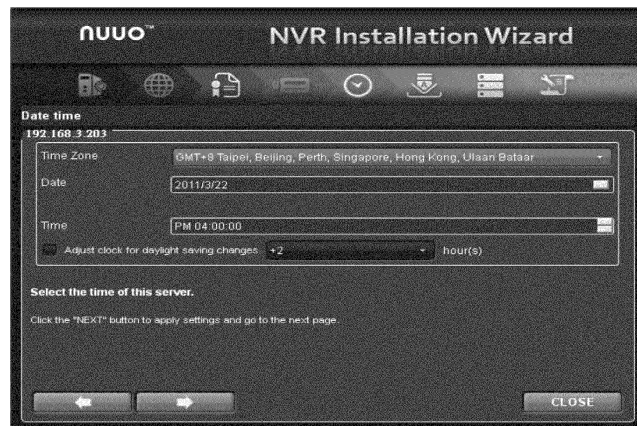 nuuo™
NVR Installation Wizard
Date time
192.168.3.203
Time Zone
GMT+8 Taipei, Beijing, Perth, Singapore, Hong Kong, Ulaan Bataar
Date
2011/3/22
Time
PM 04:00:00
Adjust clock for daylight saving changes +2 hour(s)
Select the time of this server.
Click the "NEXT" button to apply settings and go to the next page.
CLOSE